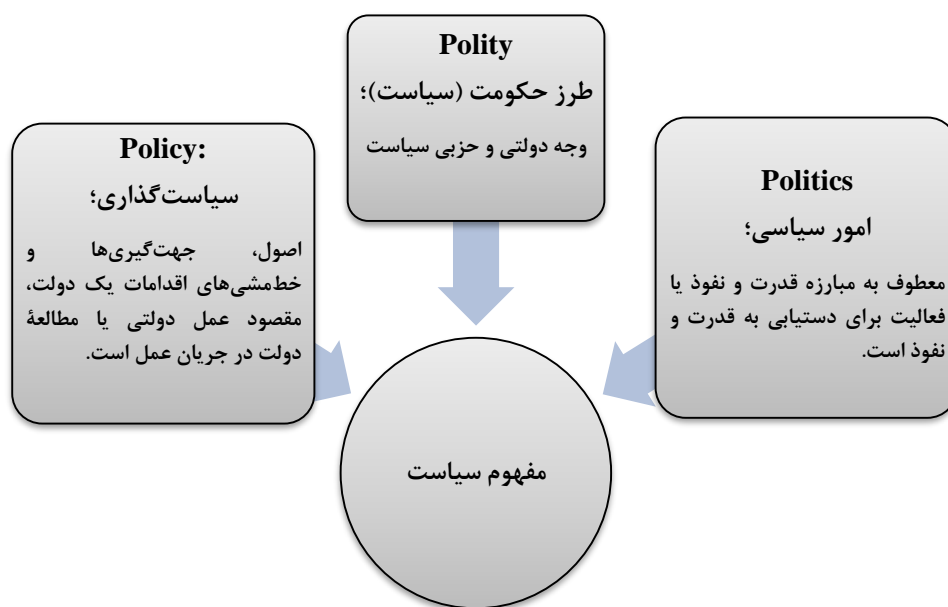 Polity
طرز حکومت (سیاست)؛
وجه دولتی و حزبی سیاست
Politics
امور سیاسی؛
معطوف به مبارزه قدرت و نفوذ یا
فعالیت برای دستیابی به قدرت و
نفوذ است.
Policy:
سیاست‌گذاری؛
اصول، جهت‌گیری‌ها و
خط‌مشی‌های اقدامات یک دولت،
مقصود عمل دولتی یا مطالعهٔ
دولت در جریان عمل است.
مفهوم سیاست